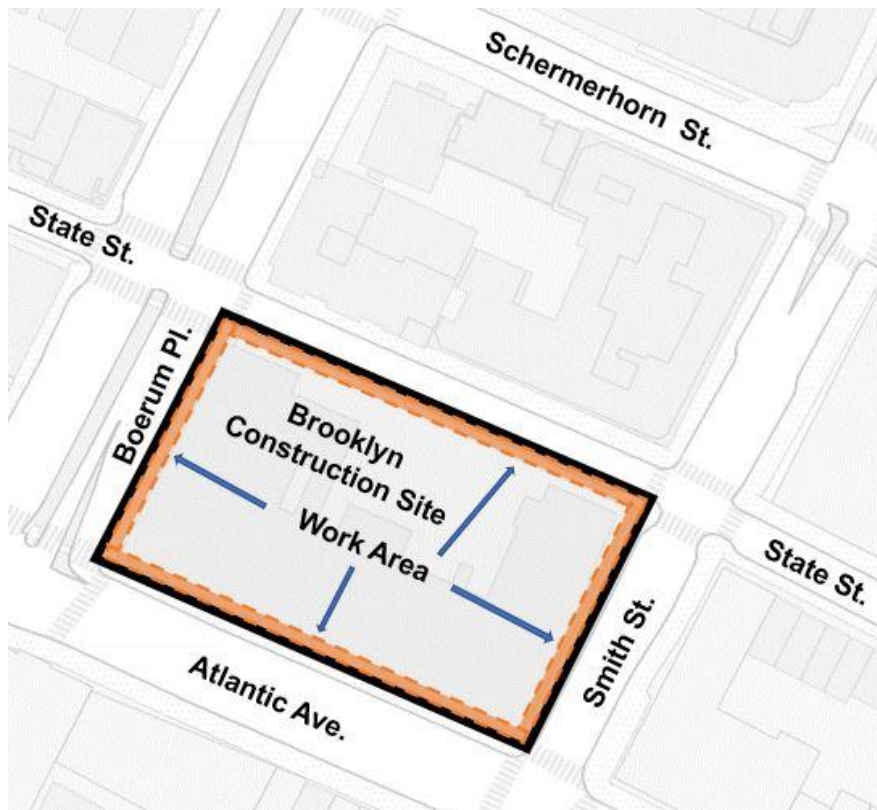 Schermerhorn St.
State St.
Boerum Pl.
Brooklyn
Construction Site
Work Area
State St.
Smith St.
Atlantic Ave.